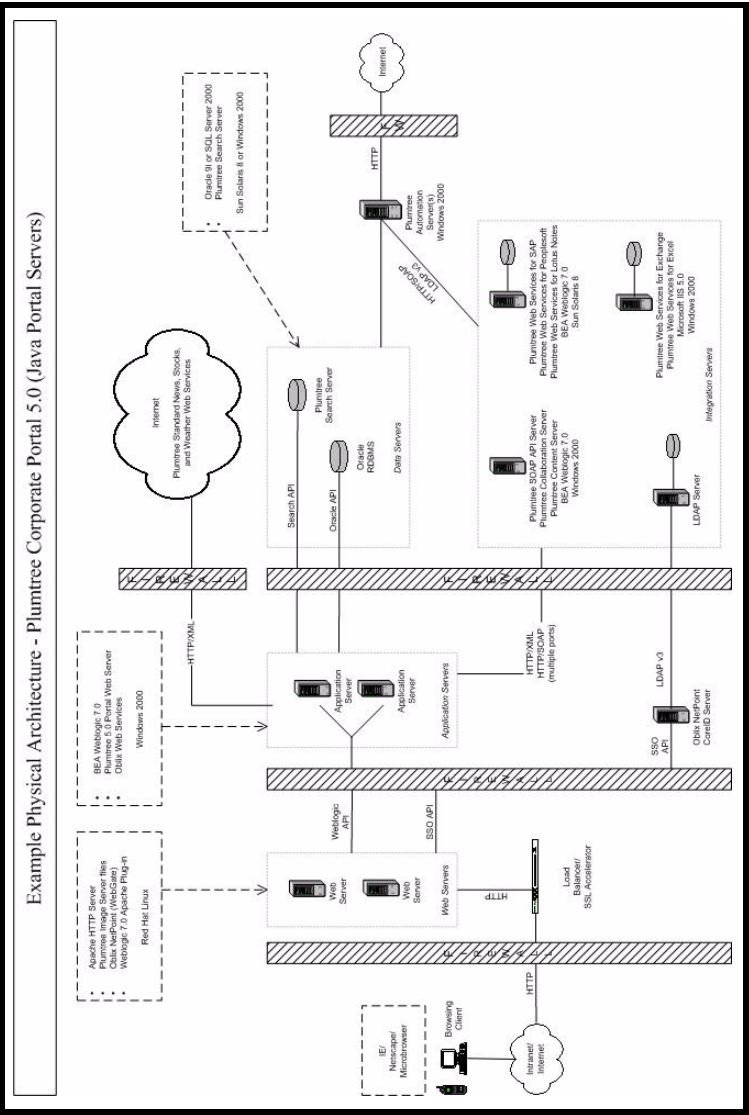 Example Physical Architecture - Plumtree Corporate Portal 5.0 (Java Portal Servers)
Apache HTTP Server
Plumtree Image Server files
Oblix NetPoint (WebGate)
Weblogic 7.0 Apache Plug-in
Red Hat Linux
BEA Weblogic 7.0
Plumtree 5.0 Portal Web Server
Oblix Web Services
Windows 2000
HTTP/XML
FIREWALL
Internet
Plumtree Standard News, Stocks,
and Weather Web Services
Oracle 9i or SQL Server 2000
Plumtree Search Server
Sun Solaris 8 or Windows 2000
IE/
Netscape/
Microbrowser
Browsing
Client
Intranet/
Internet
HTTP
FIREWALL
Web
Server
Web
Server
Web Servers
HTTP
Load
Balancer/
SSL Accelerator
Weblogic
API
SSO API
FIREWALL
Application
Server
Application
Server
Application Servers
HTTP/XML
HTTP/SOAP
(multiple ports)
SSO
API
Oblix NetPoint
CoreID Server
LDAP v3
FIREWALL
Search API
Oracle API
Plumtree
Search Server
Oracle
RDBMS
Data Servers
HTTP/SOAP
LDAP v3
Plumtree
Automation
Server(s)
Windows 2000
HTTP
FW
Internet
Plumtree SOAP API Server
Plumtree Collaboration Server
Plumtree Content Server
BEA Weblogic 7.0
Windows 2000
Plumtree Web Services for SAP
Plumtree Web Services for Peoplesoft
Plumtree Web Services for Lotus Notes
BEA Weblogic 7.0
Sun Solaris 8
LDAP Server
Plumtree Web Services for Exchange
Plumtree Web Services for Excel
Microsoft IIS 5.0
Windows 2000
Integration Servers